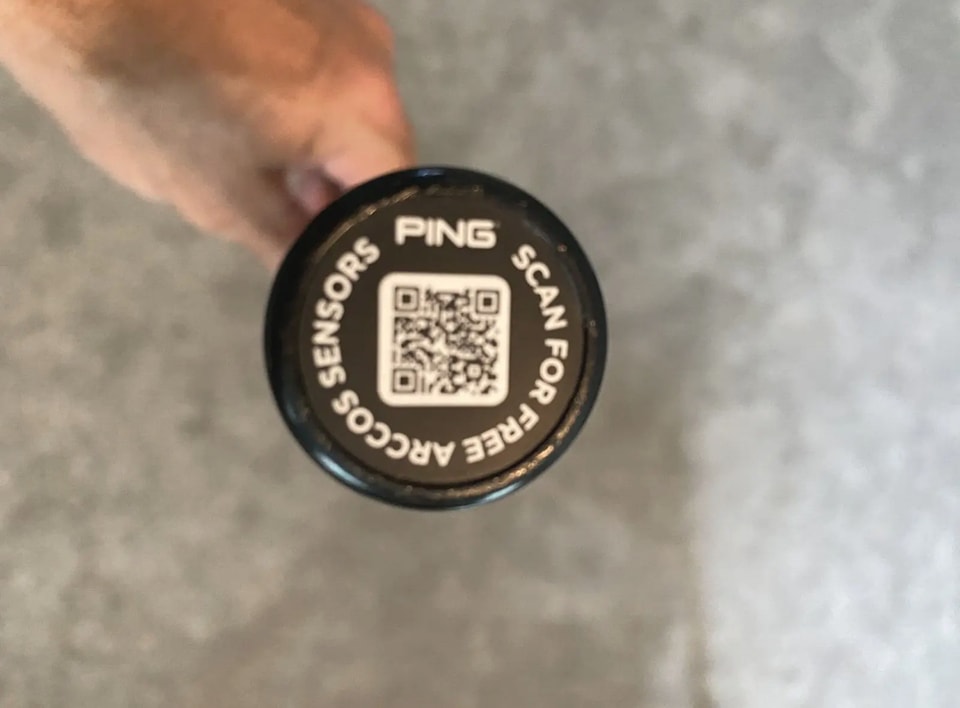 PING
SCAN FOR FREE ARCCOS SENSORS